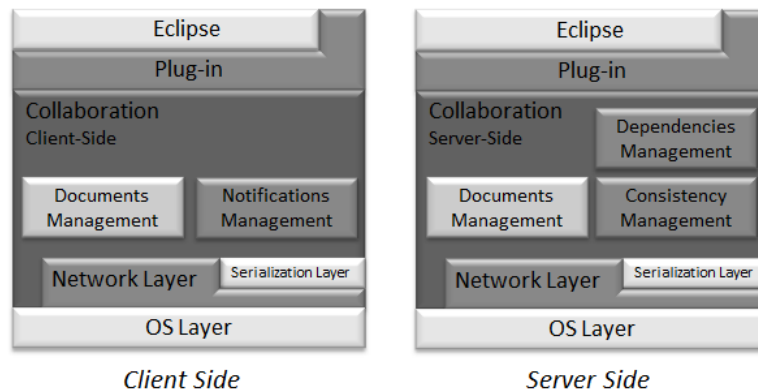 Eclipse
Plug-in
Collaboration
Client-Side
Documents
Management
Notifications
Management
Network Layer
Serialization Layer
OS Layer
Client Side
Eclipse
Plug-in
Collaboration
Server-Side
Dependencies
Management
Documents
Management
Consistency
Management
Network Layer
Serialization Layer
OS Layer
Server Side